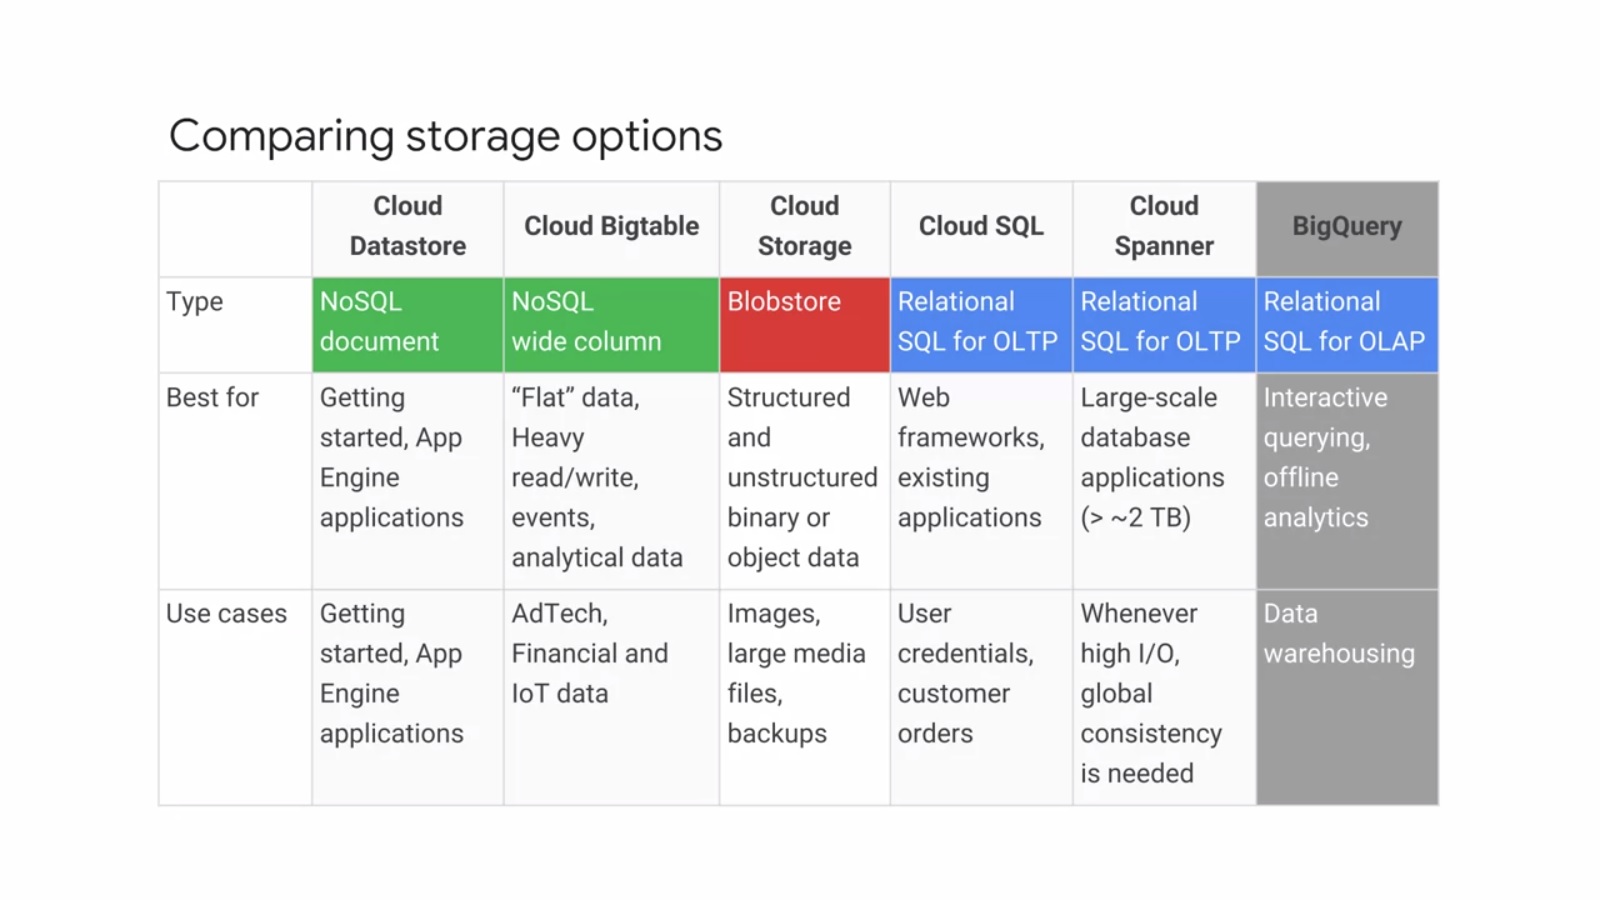 Comparing storage options
Cloud
Datastore
Cloud Bigtable
Cloud
Storage
Cloud SQL
Cloud
Spanner
BigQuery
Type
NoSQL
document
NoSQL
wide column
Blobstore
Relational
SQL for OLTP
Relational
SQL for OLTP
Relational
SQL for OLAP
Best for
Getting
started, App
Engine
applications
“Flat” data,
Heavy
read/write,
events,
analytical data
Structured
and
unstructured
binary or
object data
Web
frameworks,
existing
applications
Large-scale
database
applications
(> ~2 TB)
Interactive
querying,
offline
analytics
Use cases
Getting
started, App
Engine
applications
AdTech,
Financial and
IoT data
Images,
large media
files,
backups
User
credentials,
customer
orders
Whenever
high I/O,
global
consistency
is needed
Data
warehousing